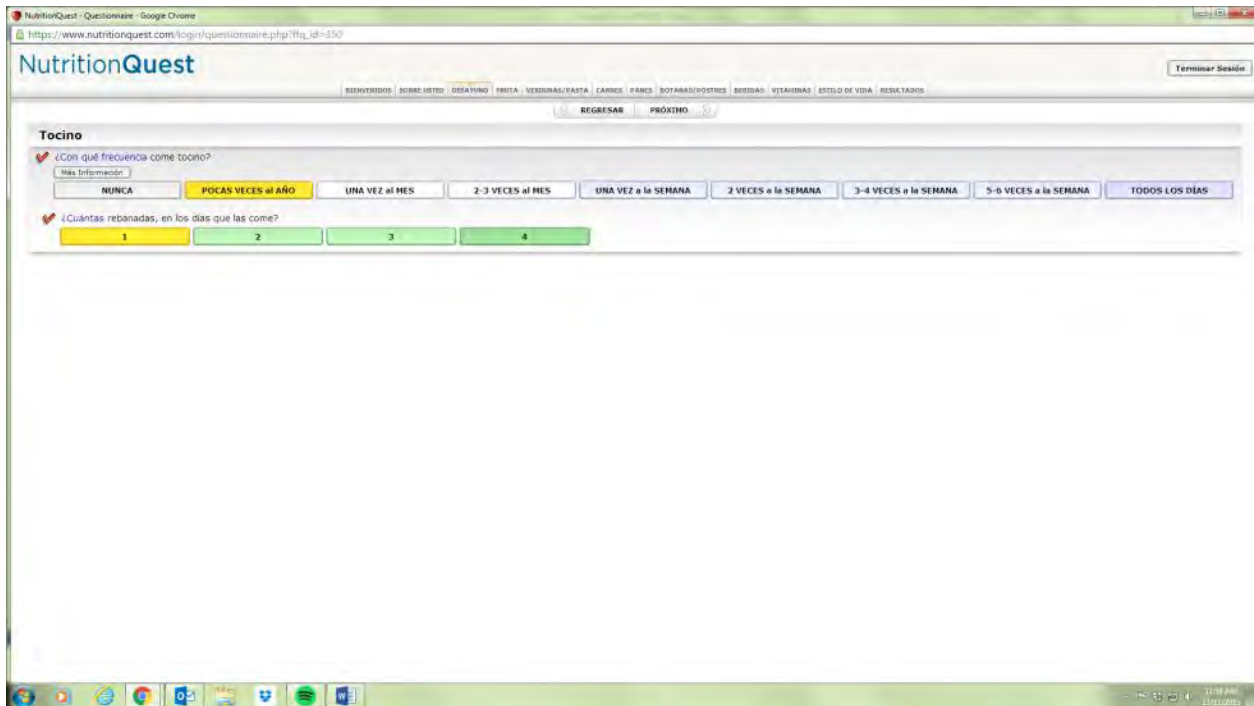 NutritionQuest - Questionnaire - Google Chrome
https://www.nutritionquest.com/login/questionnaire.php?ffq_id=350
NutritionQuest
Terminar Sesión
BIENVENIDOS SOBRE USTED DESAYUNO FRUTA VERDURAS/PASTA CARNES PANES BOTANAS/POSTRES BEBIDAS VITAMINAS ESTILO DE VIDA RESULTADOS
REGRESAR PRÓXIMO
Tocino
¿Con qué frecuencia come tocino?
Más Información
NUNCA POCAS VECES al AÑO UNA VEZ al MES 2-3 VECES al MES UNA VEZ a la SEMANA 2 VECES a la SEMANA 3-4 VECES a la SEMANA 5-6 VECES a la SEMANA TODOS LOS DÍAS
¿Cuántas rebanadas, en los días que las come?
1 2 3 4